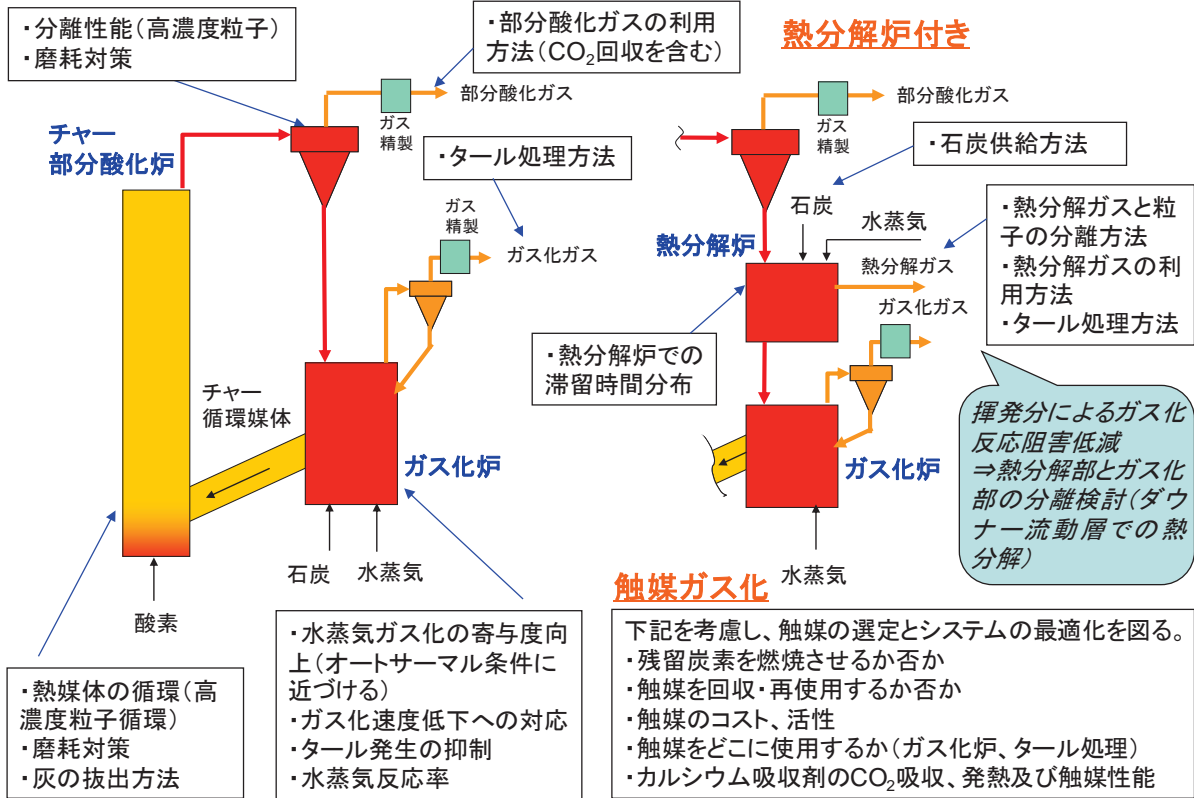 ・分離性能(高濃度粒子)
・磨耗対策
・部分酸化ガスの利用
方法(CO2回収を含む)
部分酸化ガス
ガス
精製
チャー
部分酸化炉
・タール処理方法
ガス
精製
ガス化ガス
チャー
循環媒体
ガス化炉
石炭
水蒸気
酸素
・熱媒体の循環(高
濃度粒子循環)
・磨耗対策
・灰の抜出方法
・水蒸気ガス化の寄与度向
上(オートサーマル条件に
近づける)
・ガス化速度低下への対応
・タール発生の抑制
・水蒸気反応率
熱分解炉付き
部分酸化ガス
ガス
精製
・石炭供給方法
石炭
水蒸気
熱分解炉
熱分解ガス
ガス化ガス
・熱分解ガスと粒
子の分離方法
・熱分解ガスの利
用方法
・タール処理方法
・熱分解炉での
滞留時間分布
ガス化炉
水蒸気
揮発分によるガス化
反応阻害低減
⇒熱分解部とガス化
部の分離検討(ダウ
ナー流動層での熱
分解)
触媒ガス化
下記を考慮し、触媒の選定とシステムの最適化を図る。
・残留炭素を燃焼させるか否か
・触媒を回収・再使用するか否か
・触媒のコスト、活性
・触媒をどこに使用するか(ガス化炉、タール処理)
・カルシウム吸収剤のCO2吸収、発熱及び触媒性能